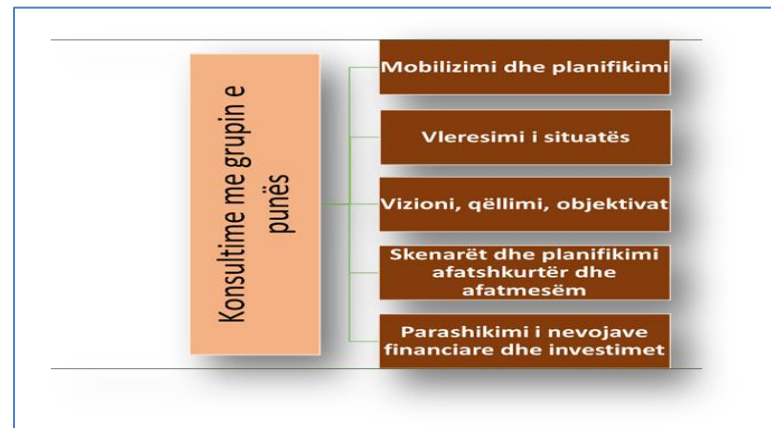 Konsultime me grupin e
punës
Mobilizimi dhe planifikimi
Vleresimi i situatës
Vizioni, qëllimi, objektivat
Skenarët dhe planifikimi
afatshkurtër dhe
afatmesëm
Parashikimi i nevojave
financiare dhe investimet